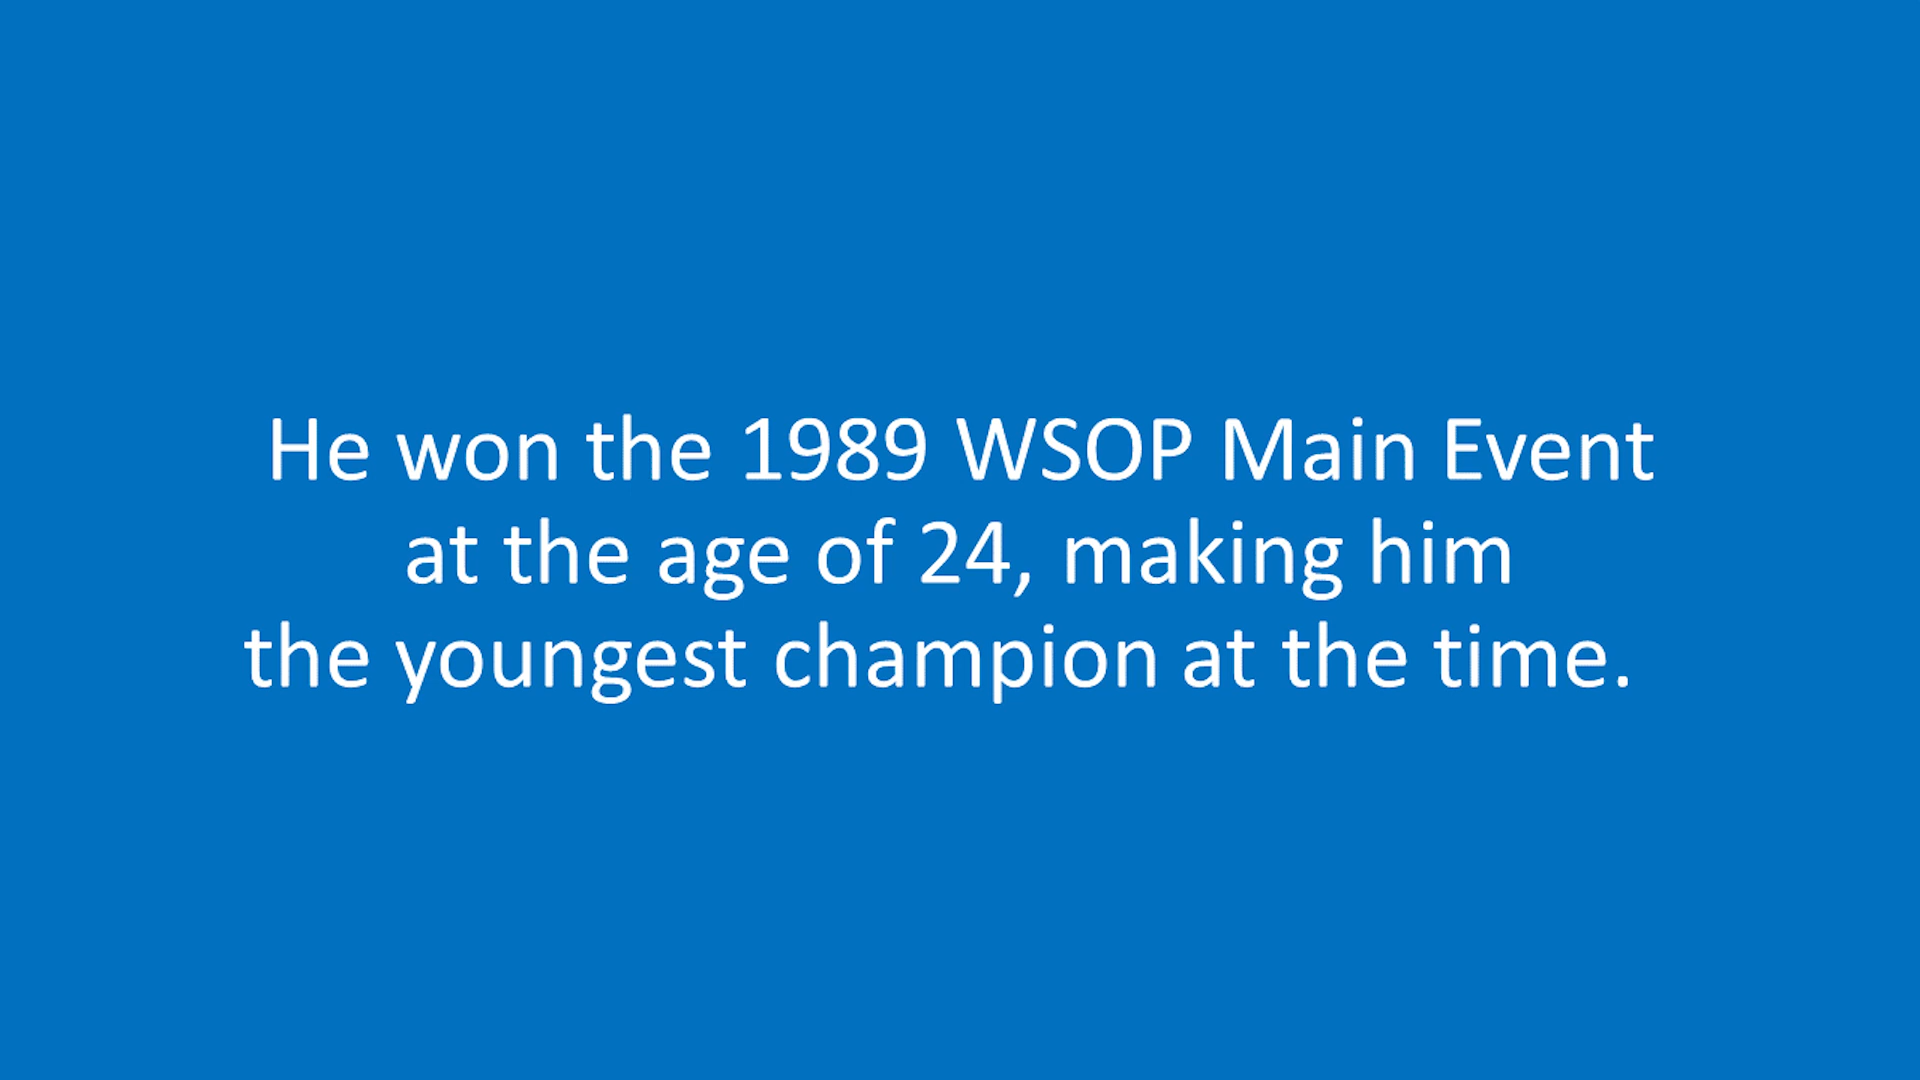 He won the 1989 WSOP Main Event
at the age of 24, making him
the youngest champion at the time.